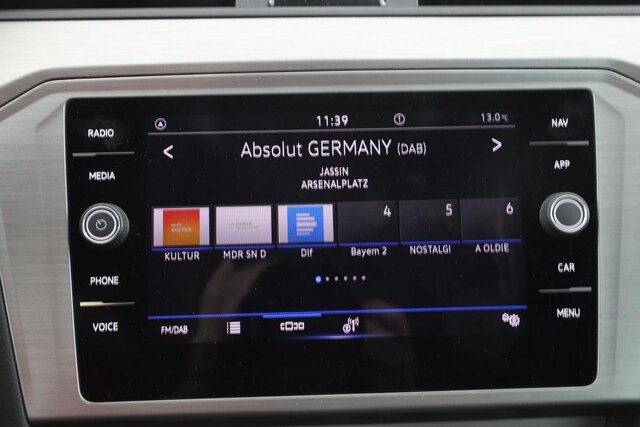 11:39
13.0°C
RADIO
NAV
Absolut GERMANY (DAB)
MEDIA
APP
JASSIN
ARSENALPLATZ
4
5
6
KULTUR
MDR SN D
Dlf
Bayern 2
NOSTALGI
A OLDIE
PHONE
CAR
VOICE
FM/DAB
MENU